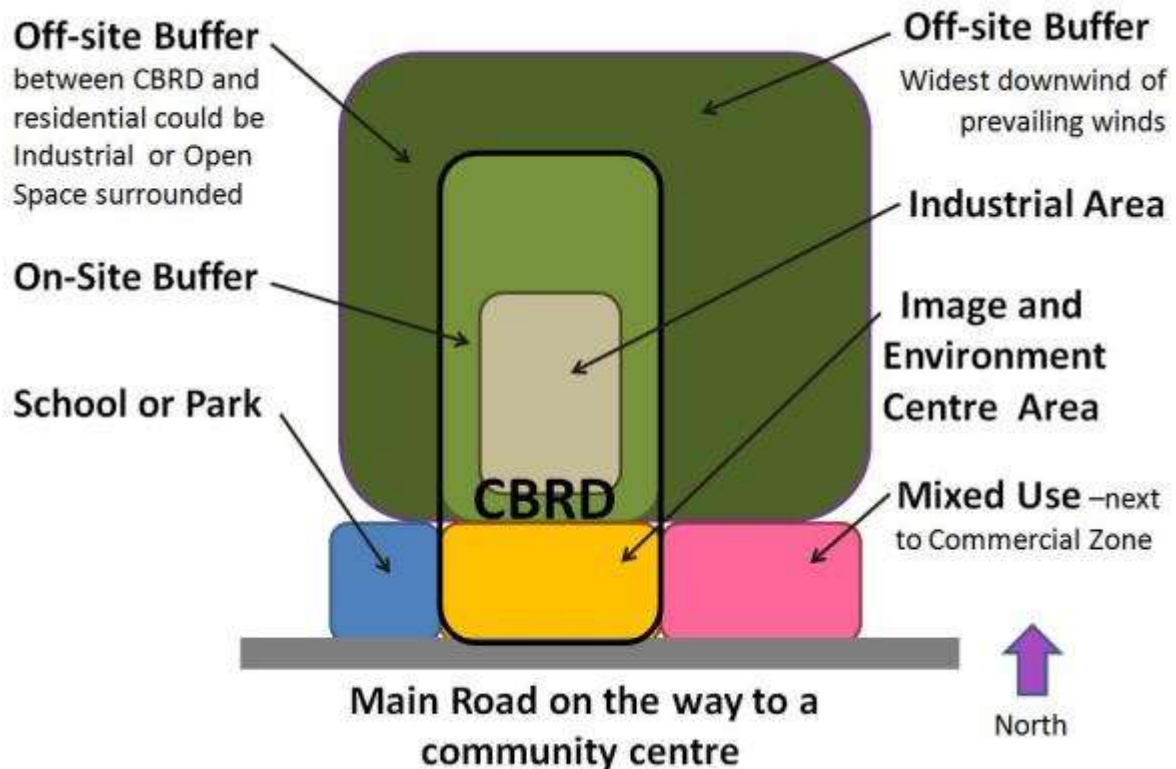 Off-site Buffer
between CBRD and
residential could be
Industrial or Open
Space surrounded
On-Site Buffer
School or Park
Off-site Buffer
Widest downwind of
prevailing winds
Industrial Area
Image and
Environment
Centre Area
Mixed Use –next
to Commercial Zone
CBRD
Main Road on the way to a
community centre
North